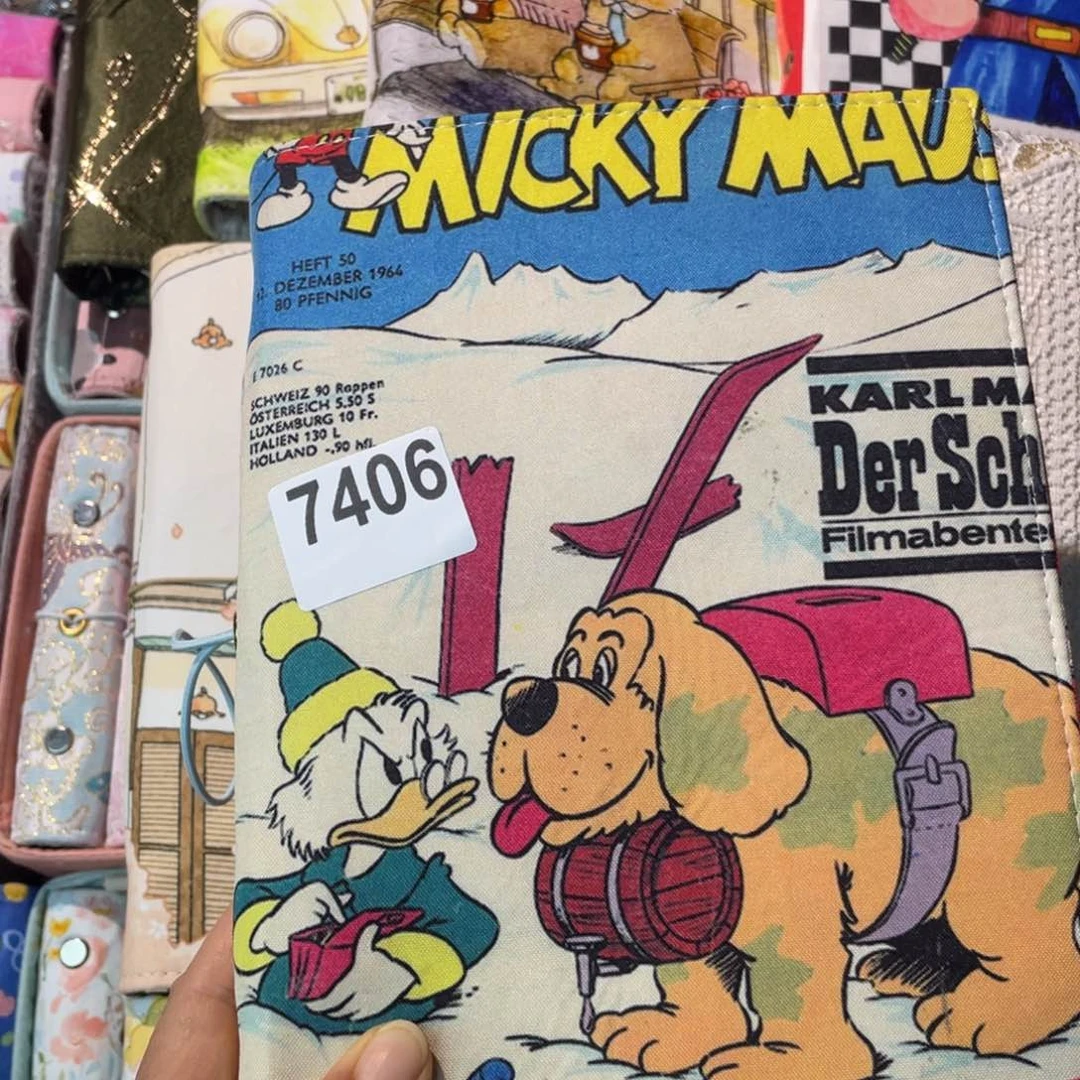 MICKY MAUS
HEFT 50
12. DEZEMBER 1964
80 PFENNIG
E 7026 C
SCHWEIZ 90 Rappen
ÖSTERREICH 5.50 S
LUXEMBURG 10 Fr.
ITALIEN 130 L
HOLLAND -.90 hfl.
7406
KARL MA
Der Sch
Filmabente